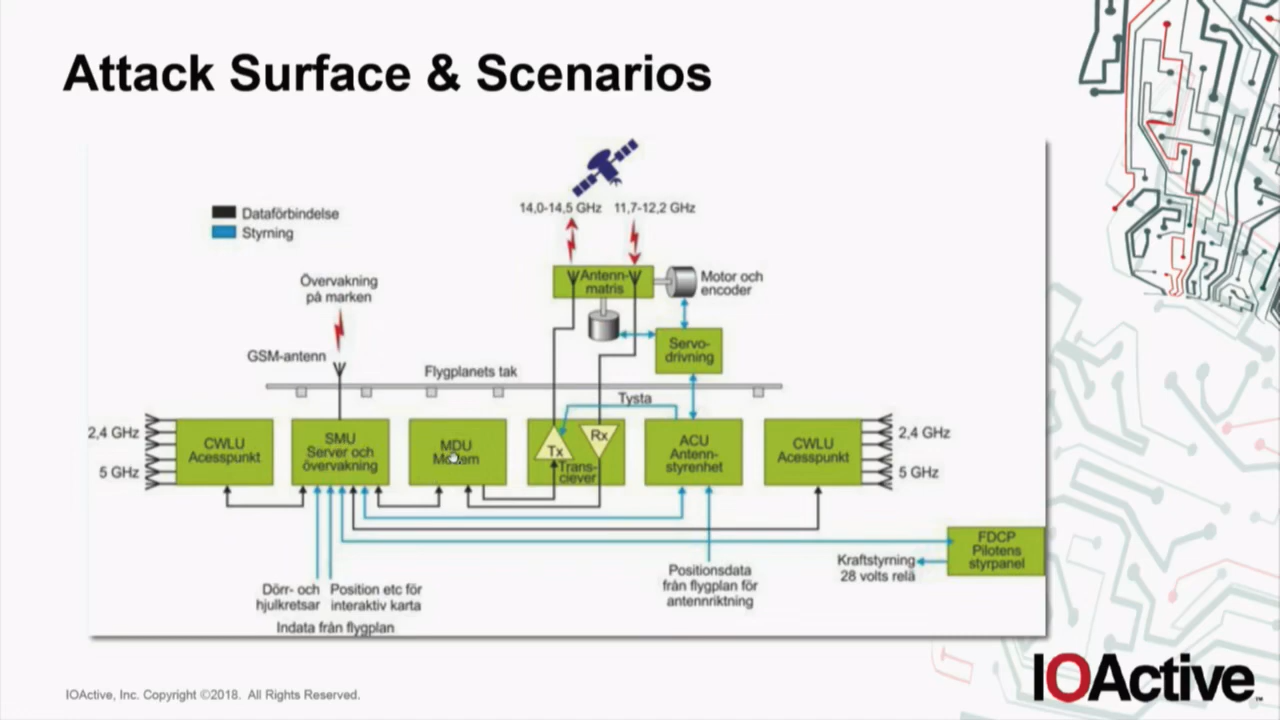 Attack Surface & Scenarios
14,0-14,5 GHz 11,7-12,2 GHz
Dataförbindelse
Styrning
Antenn-
matris
Motor och
encoder
Övervakning
på marken
Servo-
drivning
GSM-antenn
Flygplanets tak
Tysta
2,4 GHz
5 GHz
CWLU
Acesspunkt
SMU
Server och
övervakning
MDU
Modem
Tx
Rx
Trans-
ciever
ACU
Antenn-
styrenhet
CWLU
Acesspunkt
2,4 GHz
5 GHz
FDCP
Pilotens
styrpanel
Kraftstyrning
28 volts relä
Dörr- och
hjulkretsar
Position etc för
interaktiv karta
Indata från flygplan
Positionsdata
från flygplan för
antennriktning
IOActive, Inc. Copyright ©2018. All Rights Reserved.
IOActive™